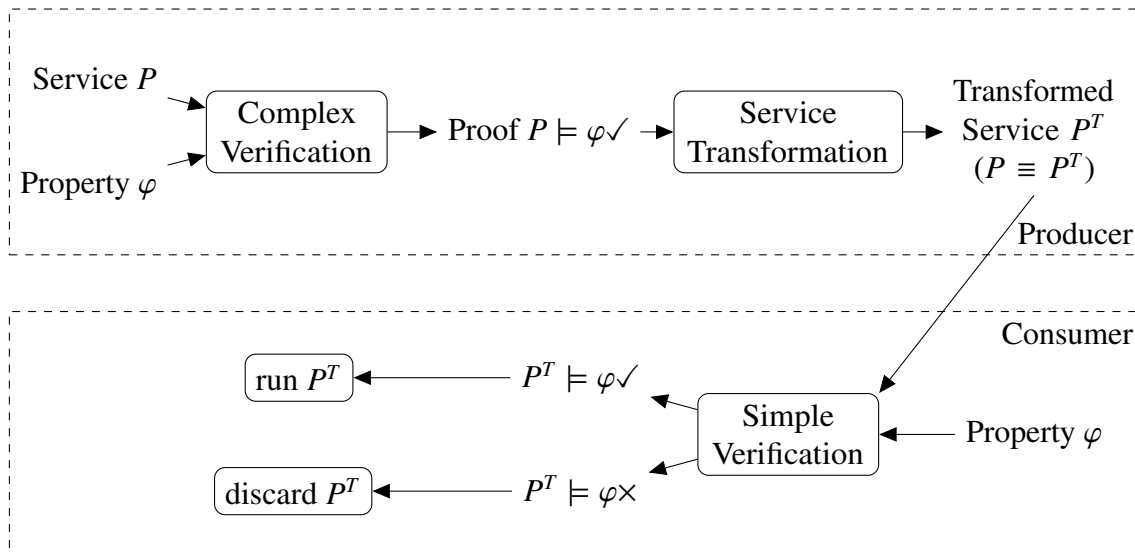 Service P
Property φ
Complex
Verification
Proof P ⊨ φ✓
Service
Transformation
Transformed
Service P^T
(P ≡ P^T)
Producer
Consumer
run P^T
P^T ⊨ φ✓
Simple
Verification
Property φ
discard P^T
P^T ⊨ φ×